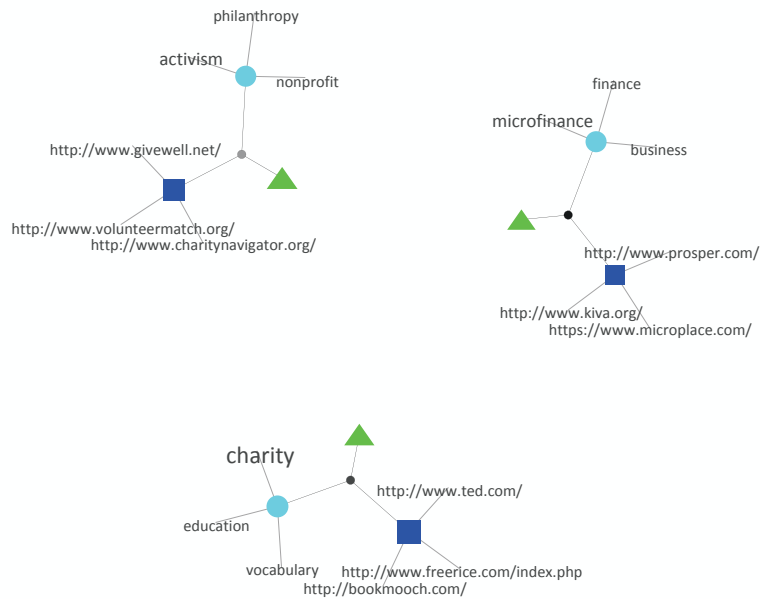 philanthropy
activism
nonprofit
http://www.givewell.net/
http://www.volunteermatch.org/
http://www.charitynavigator.org/
finance
microfinance
business
http://www.prosper.com/
http://www.kiva.org/
https://www.microplace.com/
charity
education
vocabulary
http://www.ted.com/
http://www.freerice.com/index.php
http://bookmooch.com/